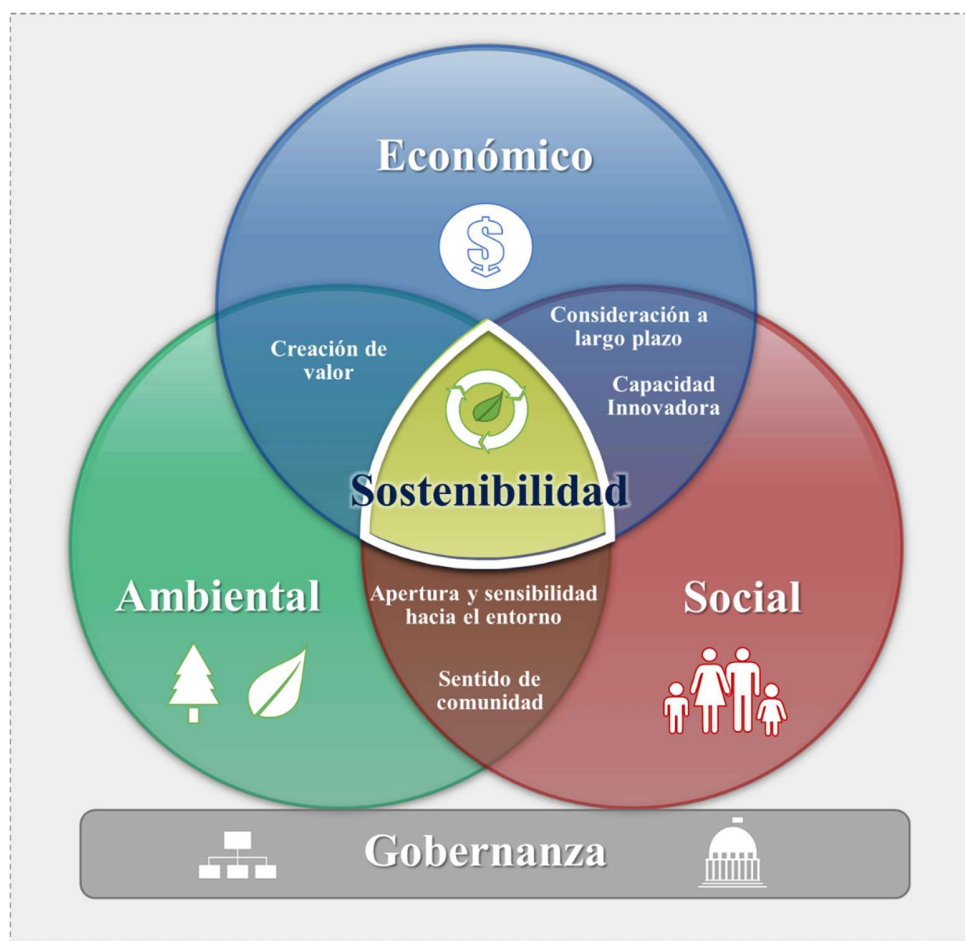 Económico
Creación de
valor
Consideración a
largo plazo
Capacidad
Innovadora
Sostenibilidad
Ambiental
Apertura y sensibilidad
hacia el entorno
Social
Sentido de
comunidad
Gobernanza